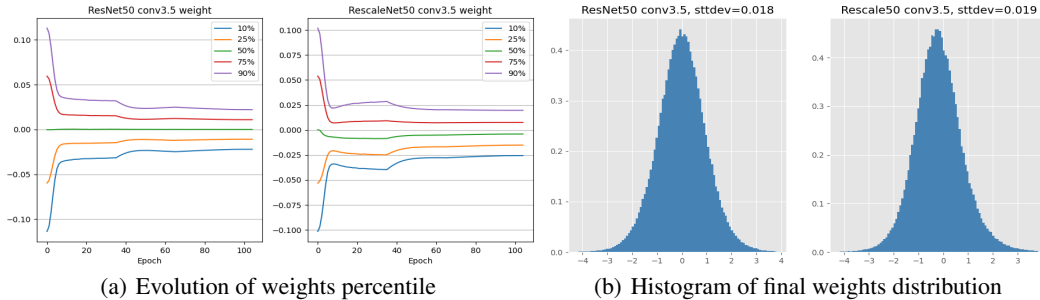 ResNet50 conv3.5 weight
0.10
0.05
0.00
−0.05
−0.10
0 20 40 60 80 100
Epoch
10%
25%
50%
75%
90%
RescaleNet50 conv3.5 weight
0.100
0.075
0.050
0.025
0.000
−0.025
−0.050
−0.075
−0.100
0 20 40 60 80 100
Epoch
10%
25%
50%
75%
90%
(a) Evolution of weights percentile
ResNet50 conv3.5, sttdev=0.018
0.4
0.3
0.2
0.1
0.0
−4 −3 −2 −1 0 1 2 3 4
Rescale50 conv3.5, sttdev=0.019
0.4
0.3
0.2
0.1
0.0
−4 −3 −2 −1 0 1 2 3
(b) Histogram of final weights distribution